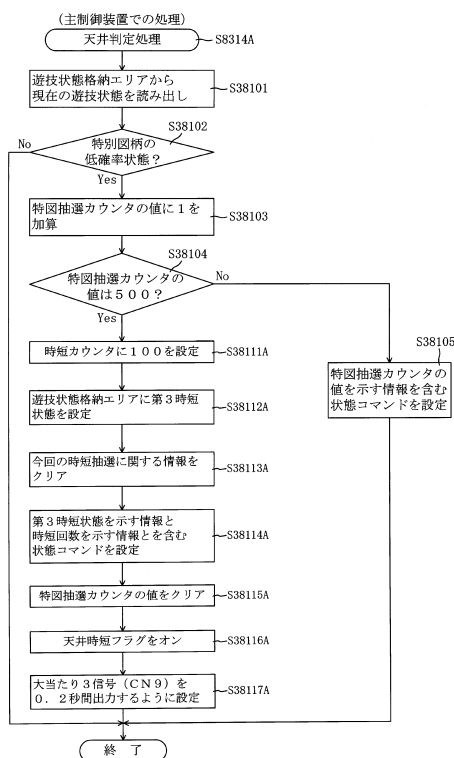 (主制御装置での処理)
天井判定処理
S8314A
遊技状態格納エリアから
現在の遊技状態を読み出し
S38101
S38102
No
特別図柄の
低確率状態?
Yes
特図抽選カウンタの値に1を
加算
S38103
S38104
特図抽選カウンタの
値は500?
No
Yes
S38105
特図抽選カウンタの
値を示す情報を含む
状態コマンドを設定
時短カウンタに100を設定
S38111A
遊技状態格納エリアに第3時短
状態を設定
S38112A
今回の時短抽選に関する情報を
クリア
S38113A
第3時短状態を示す情報と
時短回数を示す情報とを含む
状態コマンドを設定
S38114A
特図抽選カウンタの値をクリア
S38115A
天井時短フラグをオン
S38116A
大当たり3信号(CN9)を
0.2秒間出力するように設定
S38117A
終了